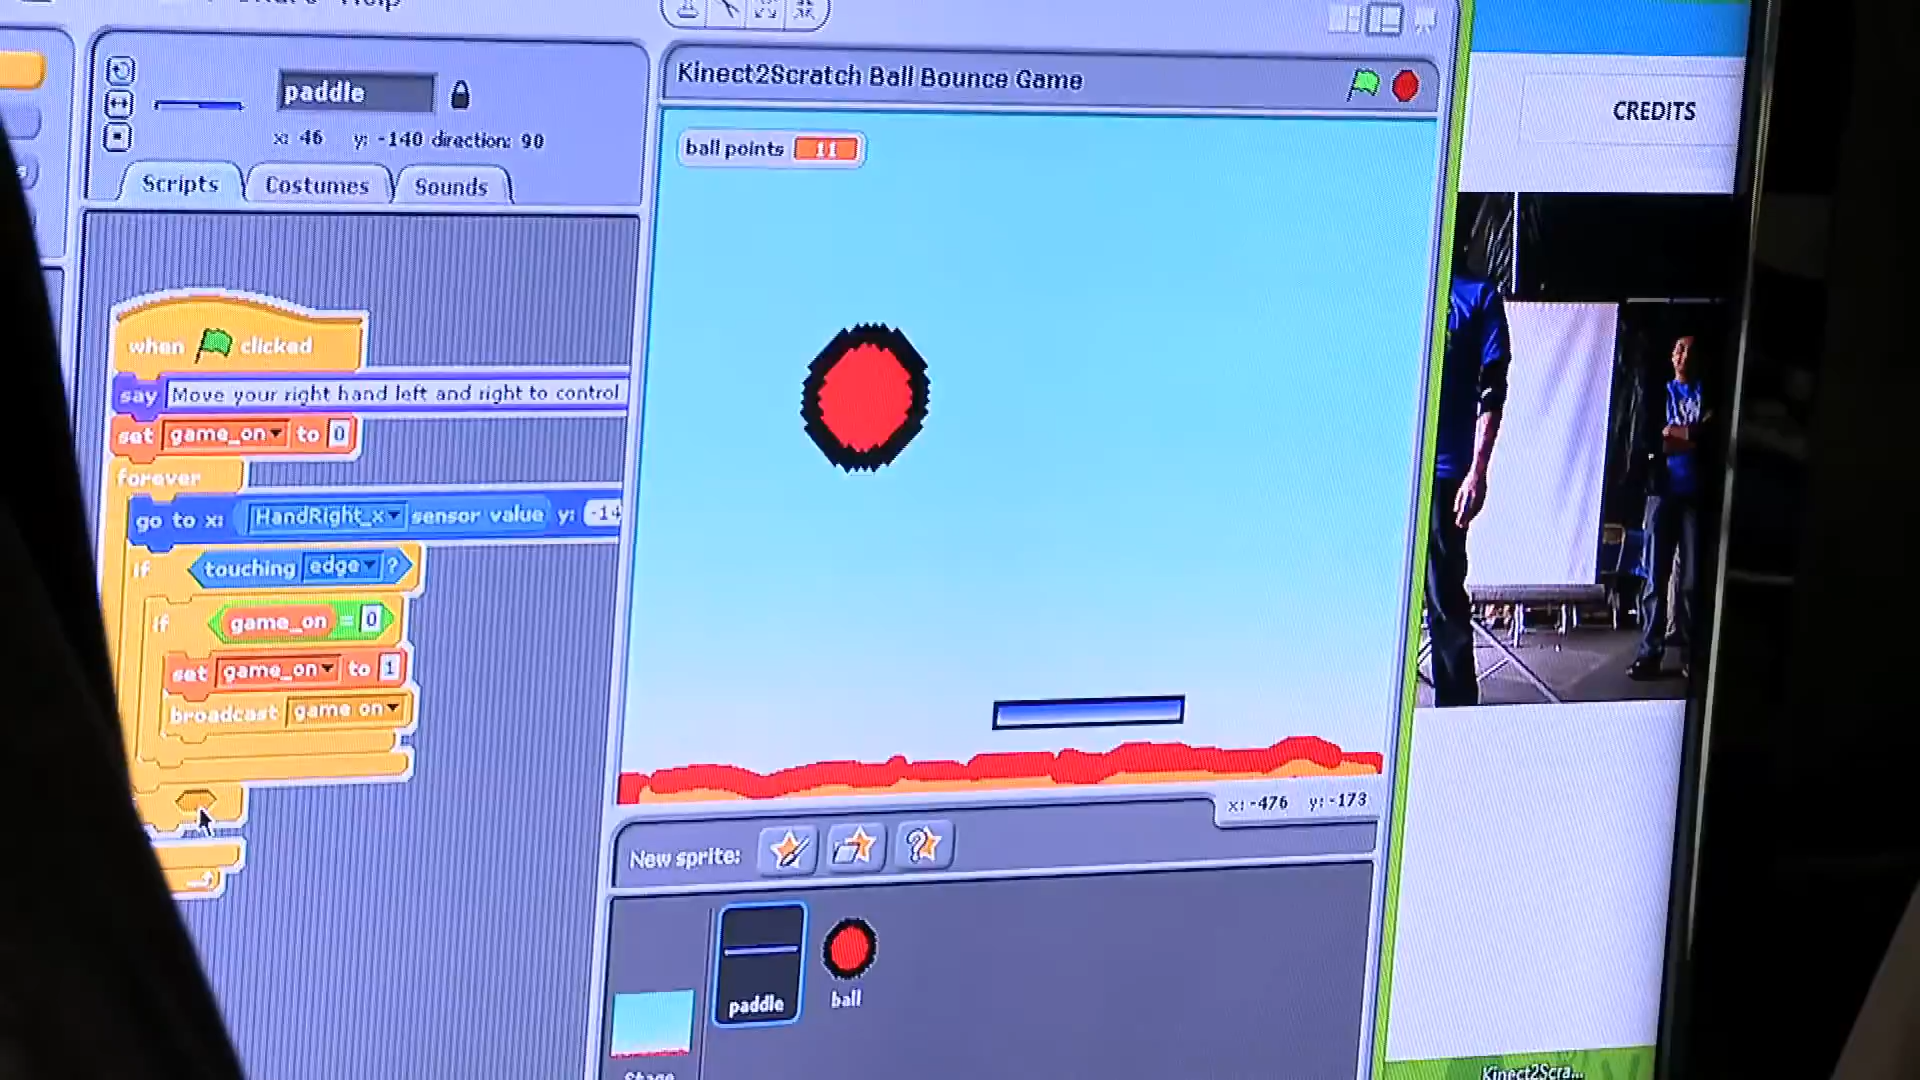 Help
paddle
x: 46 y: -140 direction: 90
Scripts
Costumes
Sounds
when clicked
say Move your right hand left and right to control
set game_on to 0
forever
go to x: HandRight_x sensor value y: -14
if touching edge ?
if game_on = 0
set game_on to 1
broadcast game on
Kinect2Scratch Ball Bounce Game
ball points 11
x: -476 y: -173
New sprite:
paddle
ball
Stage
CREDITS
Kinect2Scra...